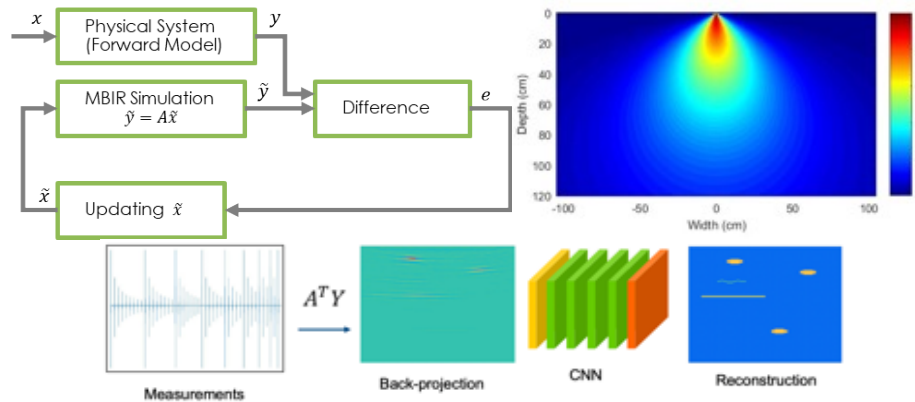 x
Physical System
(Forward Model)
y
MBIR Simulation
ỹ = Ax̃
ỹ
Difference
e
x̃
Updating x̃
0
20
40
60
80
100
120
Depth (cm)
-100
-50
0
50
100
Width (cm)
Measurements
AᵀY
Back-projection
CNN
Reconstruction